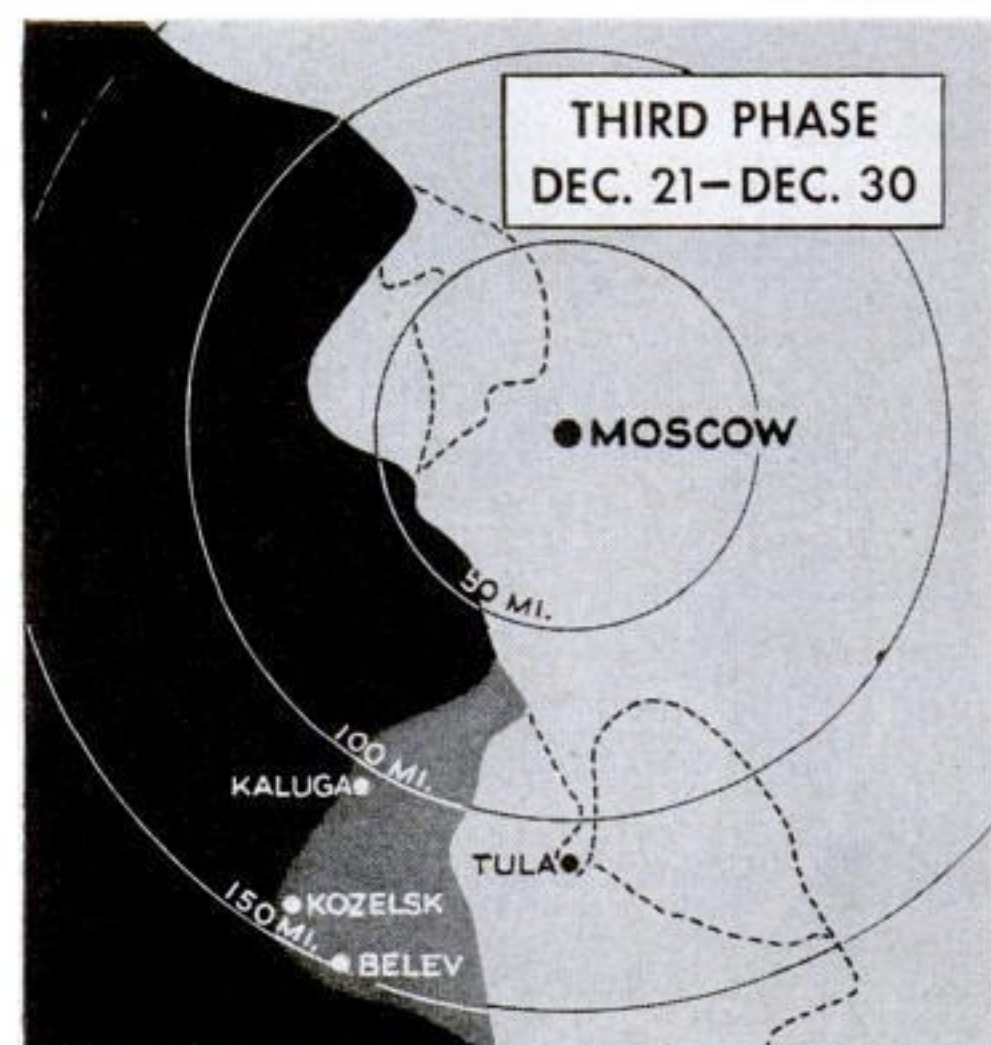 THIRD PHASE
DEC. 21–DEC. 30
MOSCOW
50 MI.
100 MI.
KALUGA
TULA
150 MI.
KOZELSK
BELEV